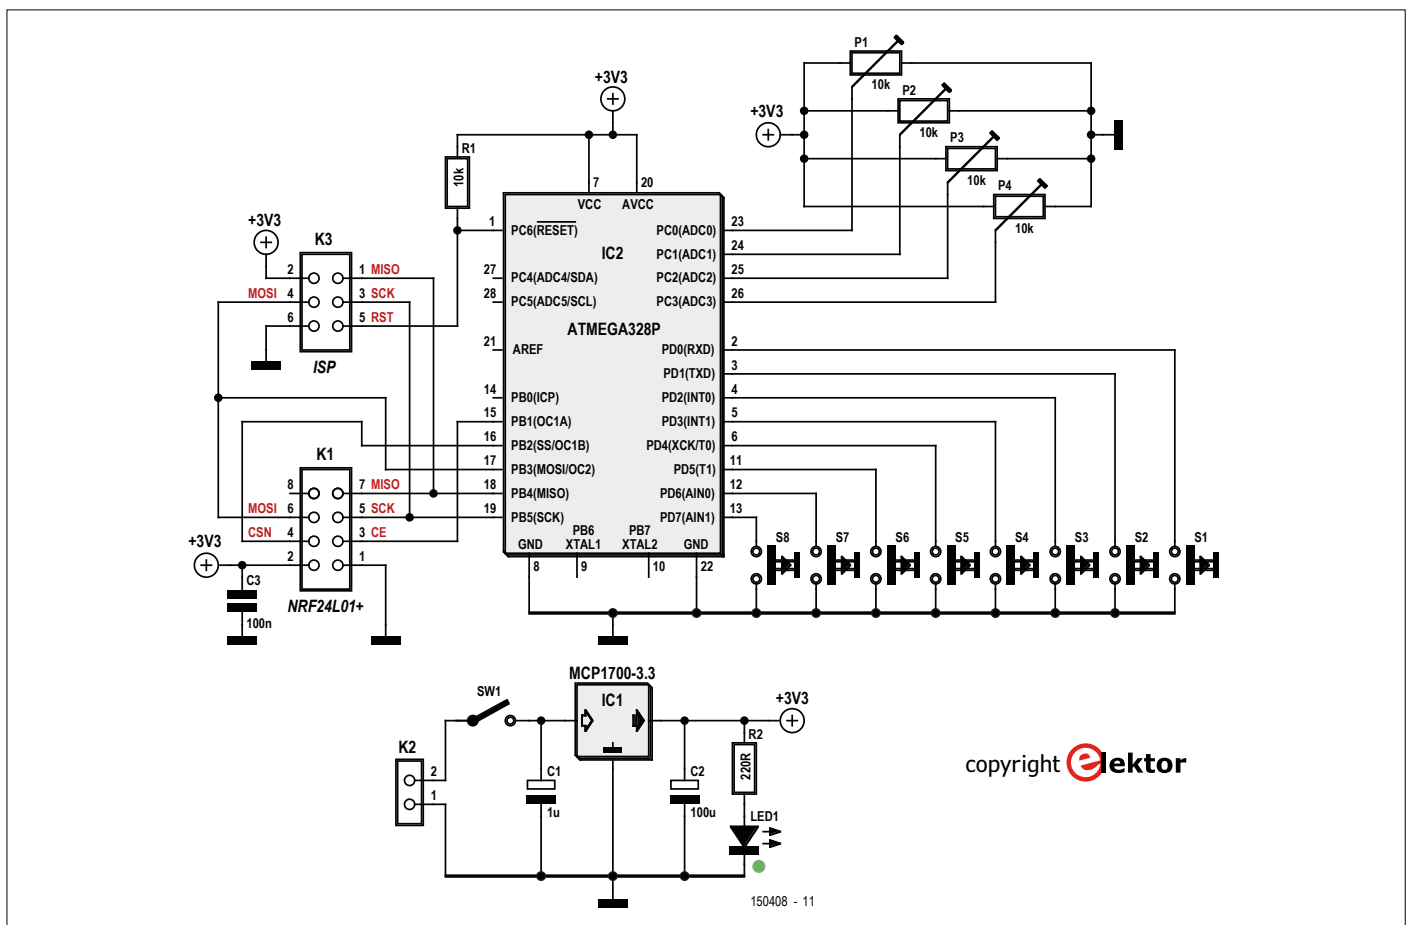 P1
10k
P2
10k
P3
10k
P4
10k
+3V3
+3V3
R1
10k
7
20
VCC
AVCC
1
PC6(RESET)
IC2
PC0(ADC0)
23
PC1(ADC1)
24
27
PC4(ADC4/SDA)
PC2(ADC2)
25
28
PC5(ADC5/SCL)
PC3(ADC3)
26
ATMEGA328P
21
AREF
PD0(RXD)
2
PD1(TXD)
3
14
PB0(ICP)
PD2(INT0)
4
15
PB1(OC1A)
PD3(INT1)
5
16
PB2(SS/OC1B)
PD4(XCK/T0)
6
17
PB3(MOSI/OC2)
PD5(T1)
11
18
PB4(MISO)
PD6(AIN0)
12
19
PB5(SCK)
PD7(AIN1)
13
PB6
PB7
GND
XTAL1
XTAL2
GND
8
9
10
22
+3V3
K3
2
1 MISO
MOSI 4
3 SCK
6
5 RST
ISP
K1
8
7 MISO
MOSI 6
5 SCK
CSN 4
3 CE
+3V3
2
1
C3
100n
NRF24L01+
S8
S7
S6
S5
S4
S3
S2
S1
MCP1700-3.3
IC1
SW1
+3V3
K2
2
1
C1
1u
C2
100u
R2
220R
LED1
copyright elektor
150408 - 11